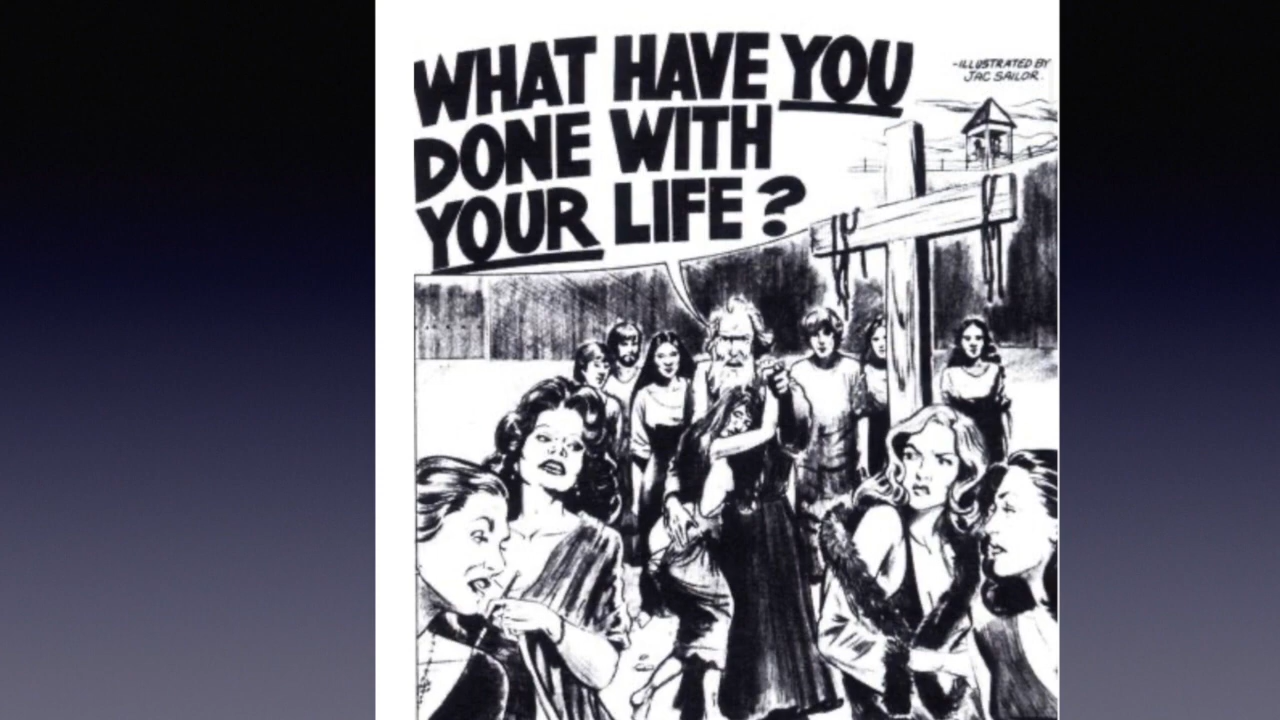 WHAT HAVE YOU
DONE WITH
YOUR LIFE?
-ILLUSTRATED BY
JAC SAILOR.